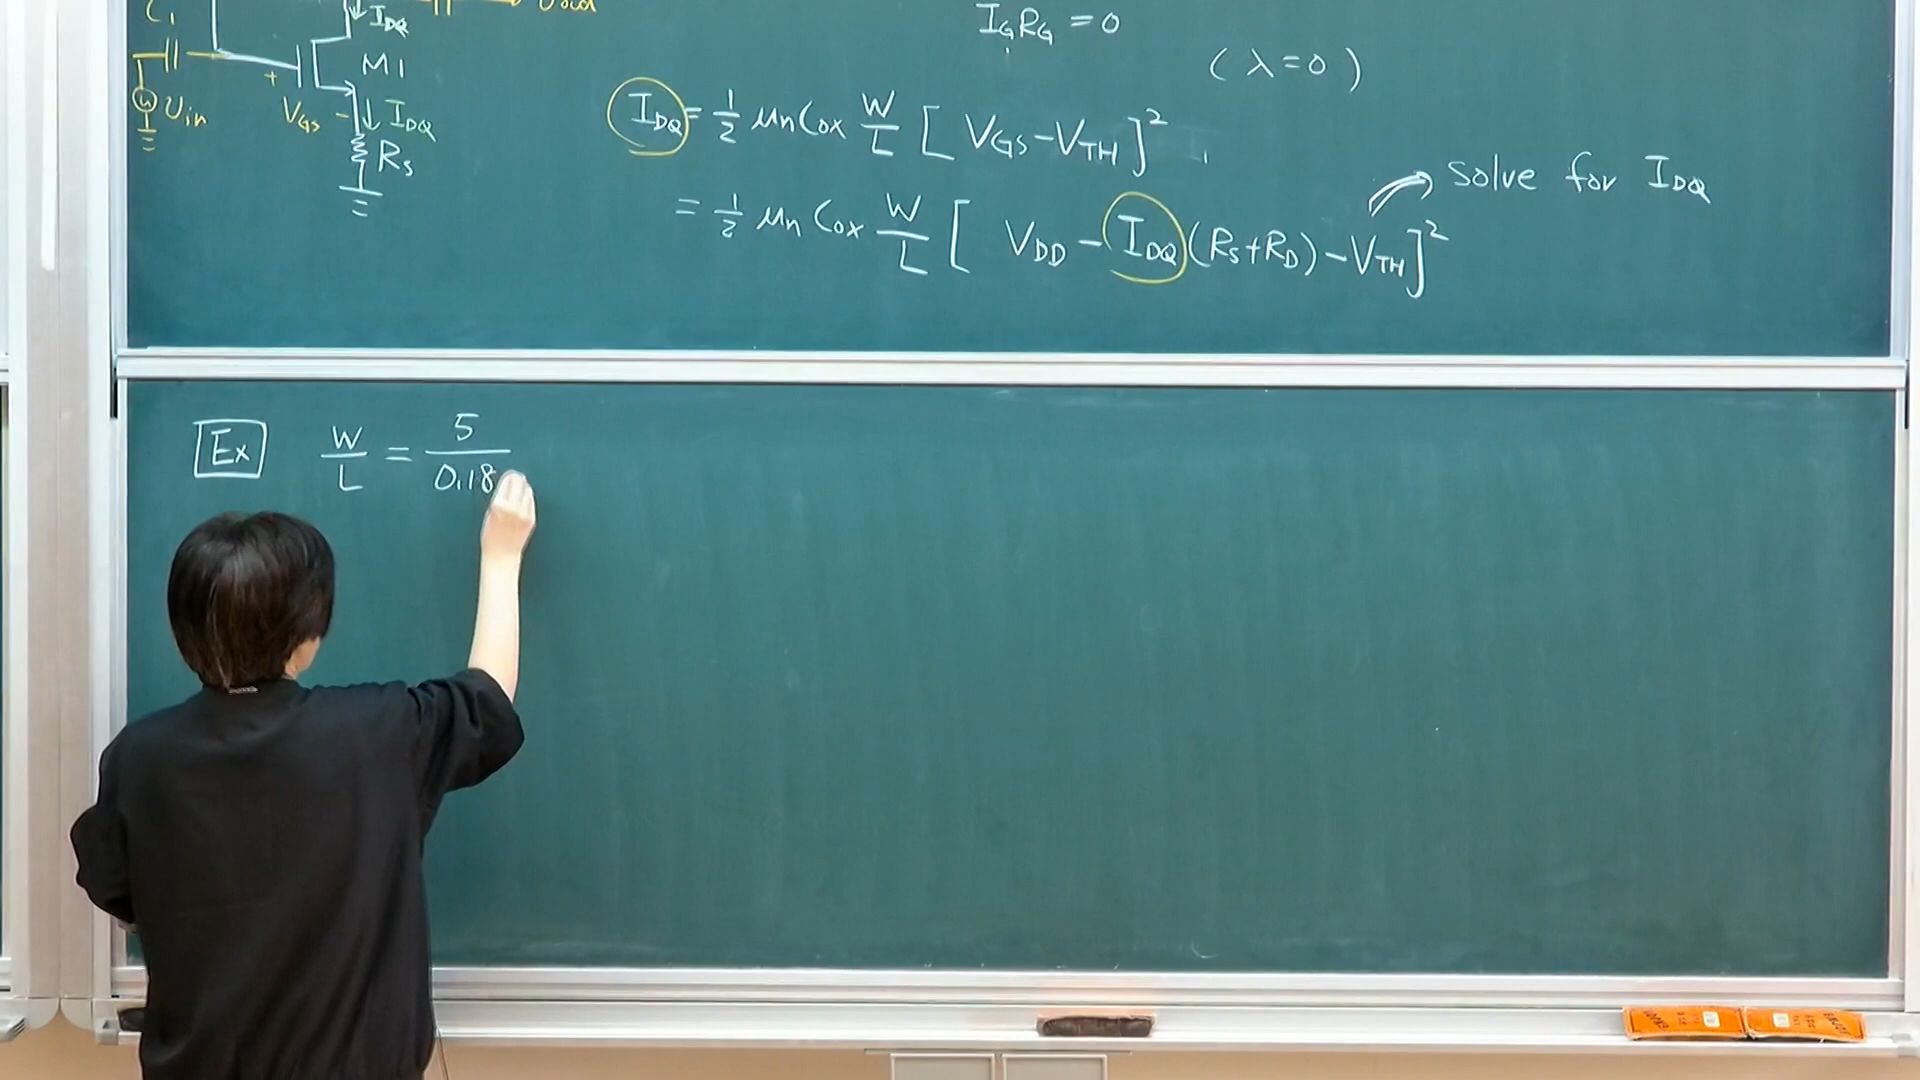 C₁
I_DQ
I_G R_G = 0
M1
(λ=0)
+
V_GS - ↓ I_DQ
V_in
R_S
I_DQ = 1/2 μn Cox W/L [ V_GS - V_TH ]²
= 1/2 μn Cox W/L [ V_DD - I_DQ (R_S + R_D) - V_TH ]²
⇒ solve for I_DQ
Ex W/L = 5/0.18